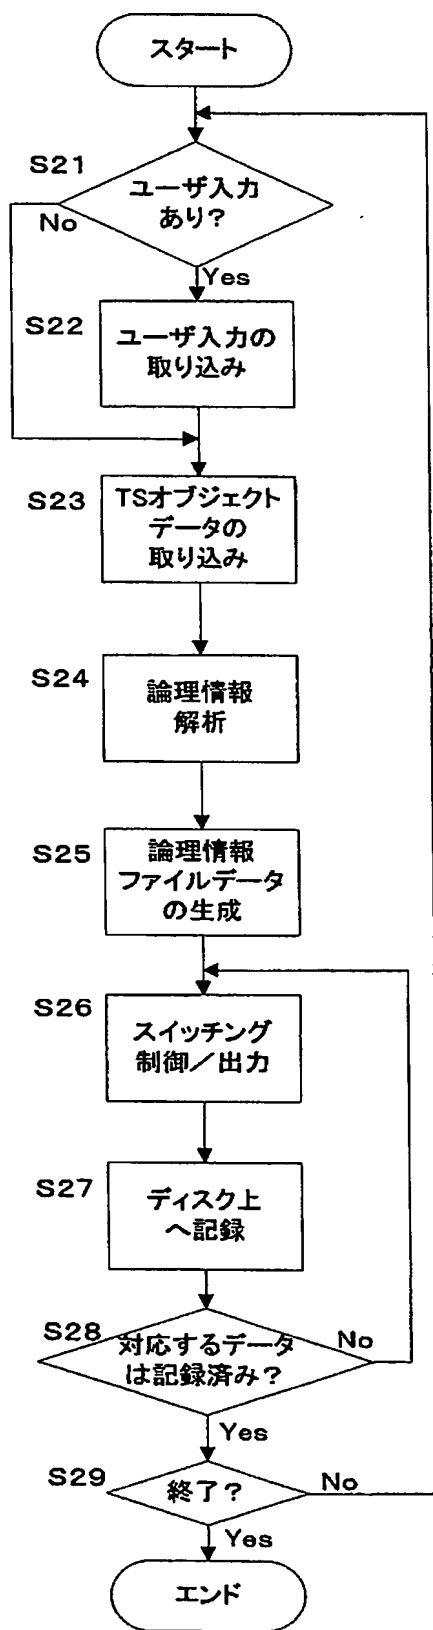 スタート
S21
ユーザ入力
あり?
No
Yes
S22
ユーザ入力の
取り込み
S23
TSオブジェクト
データの
取り込み
S24
論理情報
解析
S25
論理情報
ファイルデータ
の生成
S26
スイッチング
制御/出力
S27
ディスク上
へ記録
S28
対応するデータ
は記録済み?
No
Yes
S29
終了?
No
Yes
エンド